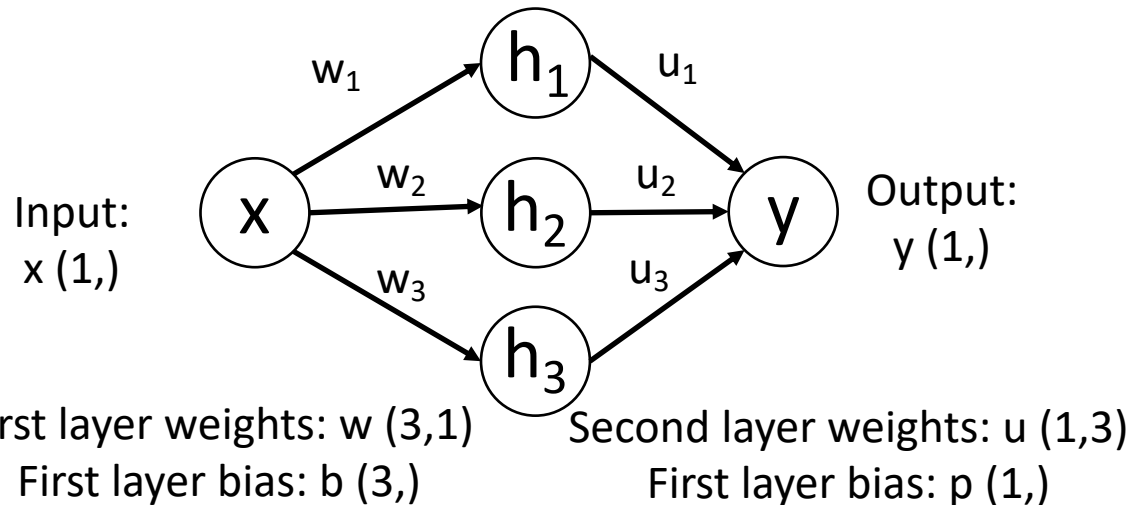 w₁
h₁
u₁
Input:
x (1,)
x
w₂
h₂
u₂
y
Output:
y (1,)
w₃
h₃
u₃
rst layer weights: w (3,1)
First layer bias: b (3,)
Second layer weights: u (1,3)
First layer bias: p (1,)